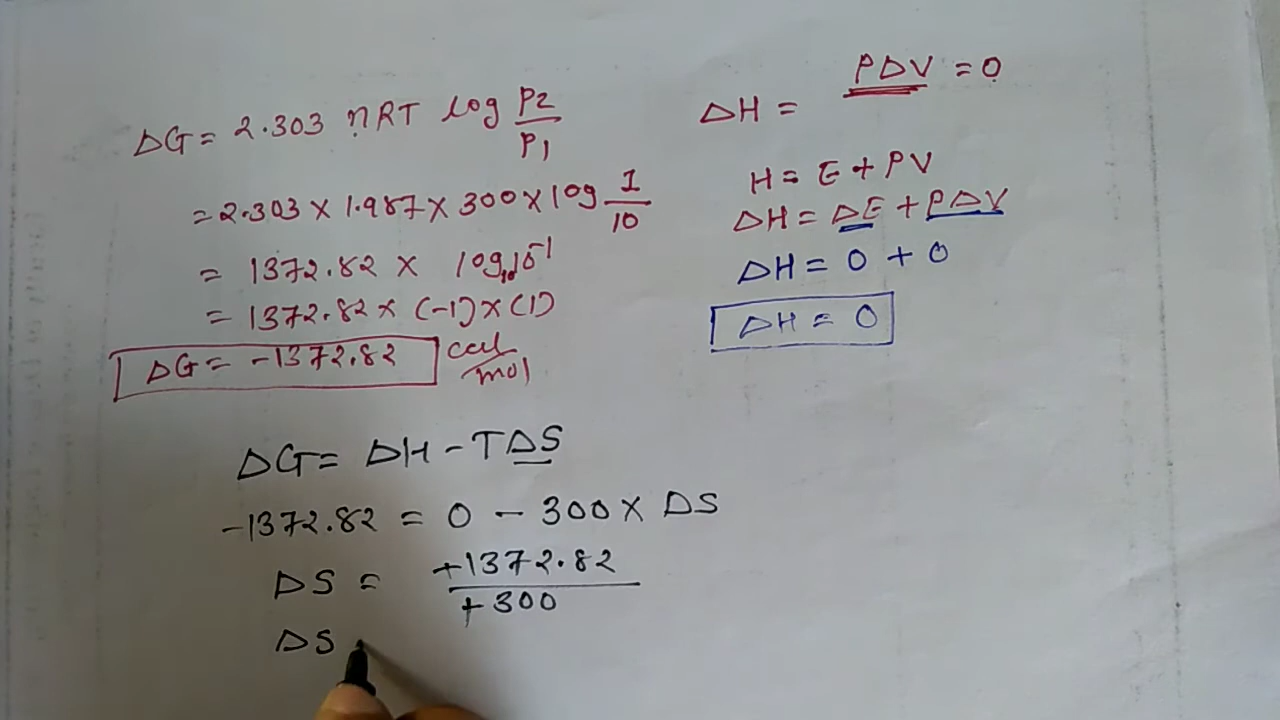 ΔG = 2.303 nRT log P2/P1
= 2.303 × 1.987 × 300 × log 1/10
= 1372.82 × log₁₀10⁻¹
= 1372.82 × (-1) × (1)
ΔG = -1372.82 cal/mol
PΔV = 0
ΔH =
H = E + PV
ΔH = ΔE + PΔV
ΔH = 0 + 0
ΔH = 0
ΔG = ΔH - TΔS
-1372.82 = 0 - 300 × ΔS
ΔS = +1372.82/+300
ΔS